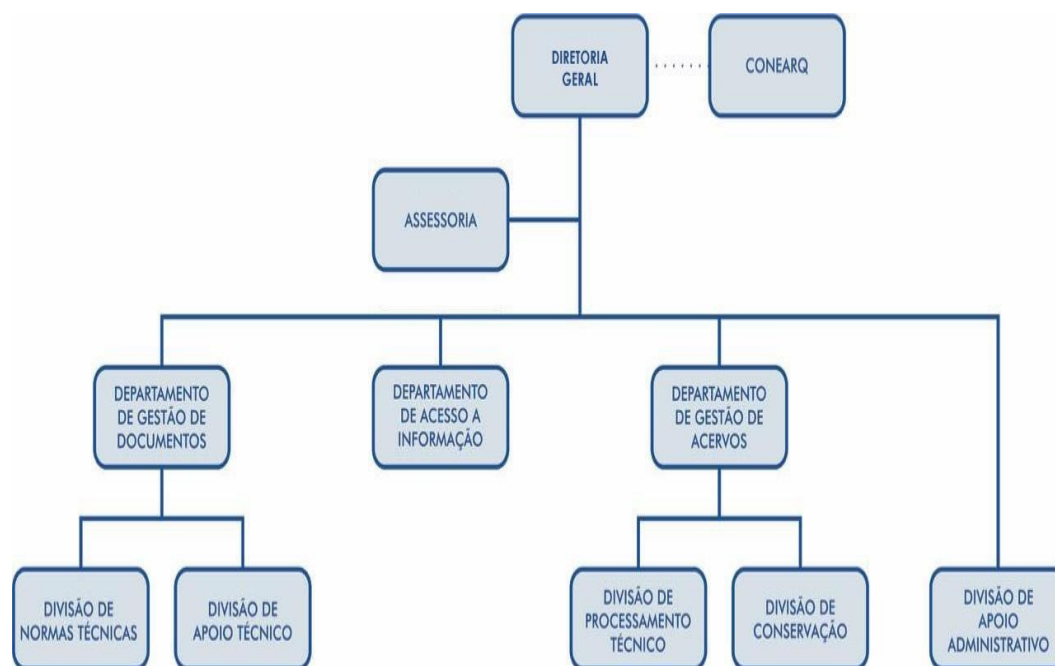 DIRETORIA
GERAL
CONEARQ
ASSESSORIA
DEPARTAMENTO
DE GESTÃO DE
DOCUMENTOS
DEPARTAMENTO
DE ACESSO A
INFORMAÇÃO
DEPARTAMENTO
DE GESTÃO DE
ACERVOS
DIVISÃO DE
NORMAS TÉCNICAS
DIVISÃO DE
APOIO TÉCNICO
DIVISÃO DE
PROCESSAMENTO
TÉCNICO
DIVISÃO DE
CONSERVAÇÃO
DIVISÃO DE
APOIO
ADMINISTRATIVO